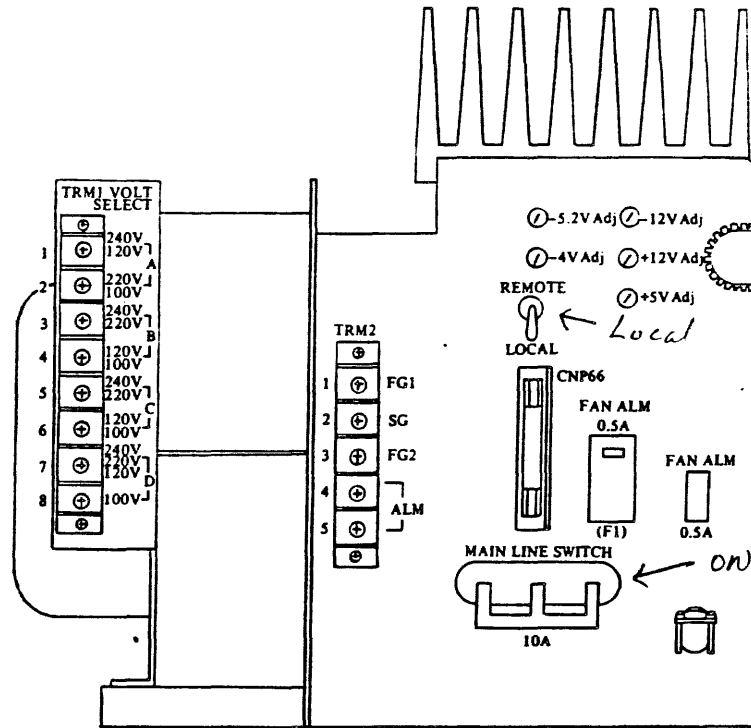 TRM1 VOLT
SELECT
1
240V
120V
A
2
220V
100V
3
240V
220V
B
4
120V
100V
5
240V
220V
C
6
120V
100V
7
240V
220V
120V
D
8
100V
TRM2
1 FG1
2 SG
3 FG2
4
ALM
5
-5.2V Adj -12V Adj
-4V Adj +12V Adj
+5V Adj
REMOTE
Local
LOCAL
CNP66
FAN ALM
0.5A
(F1)
FAN ALM
0.5A
MAIN LINE SWITCH
ON
10A